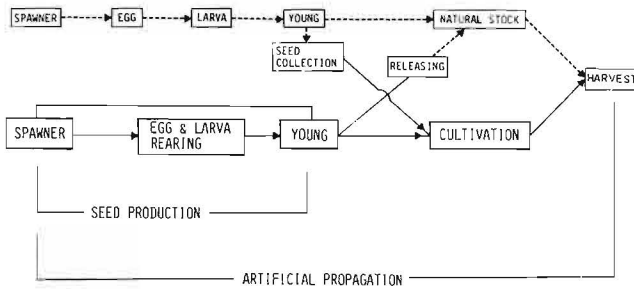 SPAWNER
EGG
LARVA
YOUNG
NATURAL STOCK
SEED
COLLECTION
RELEASING
HARVEST
SPAWNER
EGG & LARVA
REARING
YOUNG
CULTIVATION
SEED PRODUCTION
ARTIFICIAL PROPAGATION